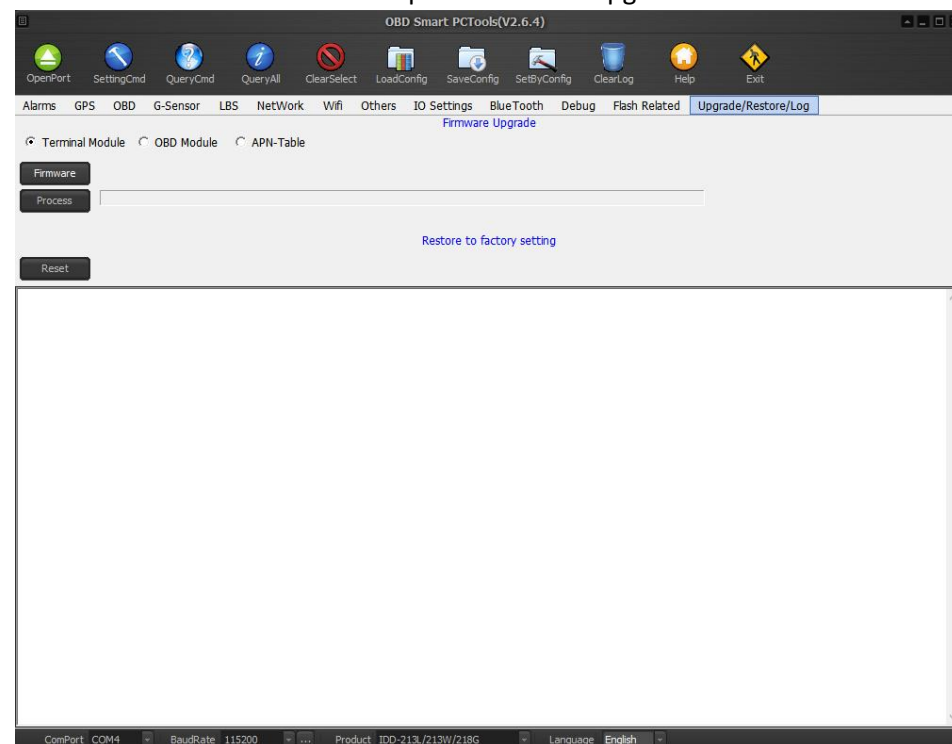 OBD Smart PCTools(V2.6.4)
OpenPort SettingCmd QueryCmd QueryAll ClearSelect LoadConfig SaveConfig SetByConfig ClearLog Help Exit
Alarms GPS OBD G-Sensor LBS NetWork Wifi Others IO Settings BlueTooth Debug Flash Related Upgrade/Restore/Log
Firmware Upgrade
Terminal Module OBD Module APN-Table
Firmware
Process
Restore to factory setting
Reset
ComPort COM4 BaudRate 115200 ... Product IDD-213L/213W/218G Language English